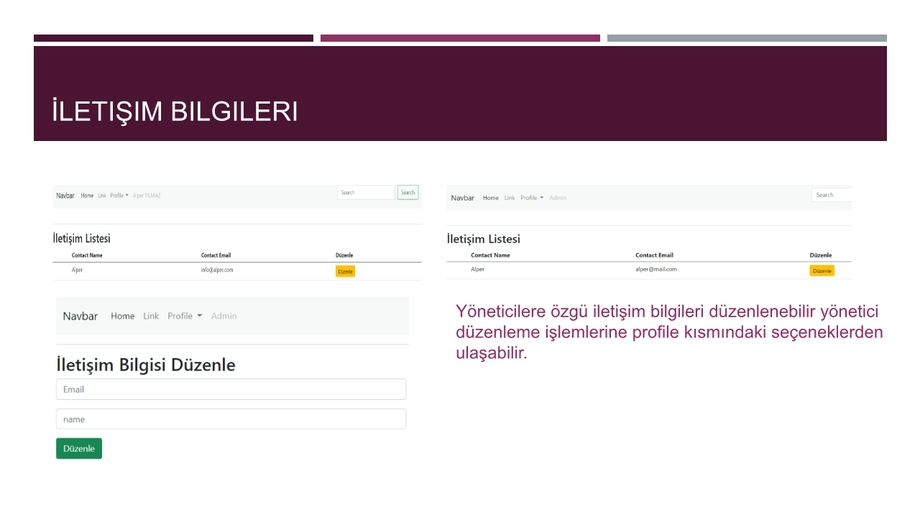 İLETIŞIM BILGILERI
Navbar Home Link Profile Alper YILMAZ Search Search
İletişim Listesi
Contact Name Contact Email Düzenle
Alper info@alper.com Düzenle
Navbar Home Link Profile Admin Search
İletişim Listesi
Contact Name Contact Email Düzenle
Alper alper@mail.com Düzenle
Navbar Home Link Profile Admin
İletişim Bilgisi Düzenle
Email
name
Düzenle
Yöneticilere özgü iletişim bilgileri düzenlenebilir yönetici
düzenleme işlemlerine profile kısmındaki seçeneklerden
ulaşabilir.